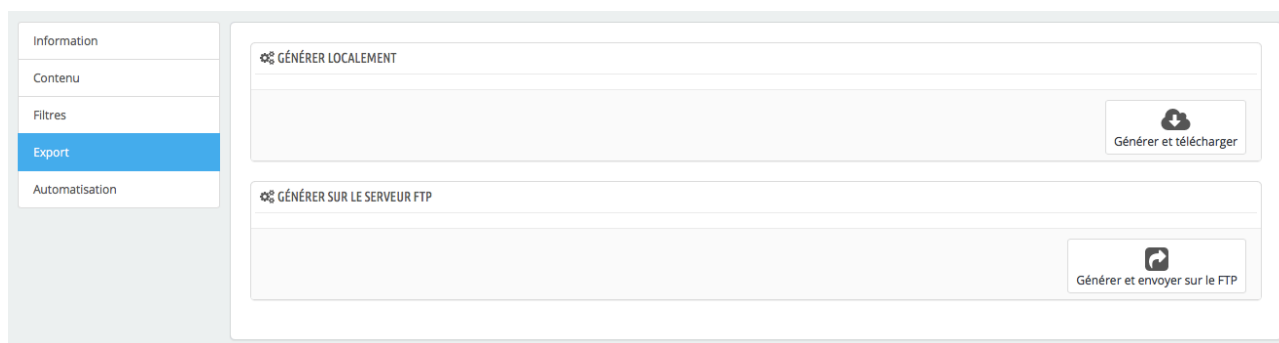 Information
Contenu
Filtres
Export
Automatisation
GÉNÉRER LOCALEMENT
Générer et télécharger
GÉNÉRER SUR LE SERVEUR FTP
Générer et envoyer sur le FTP